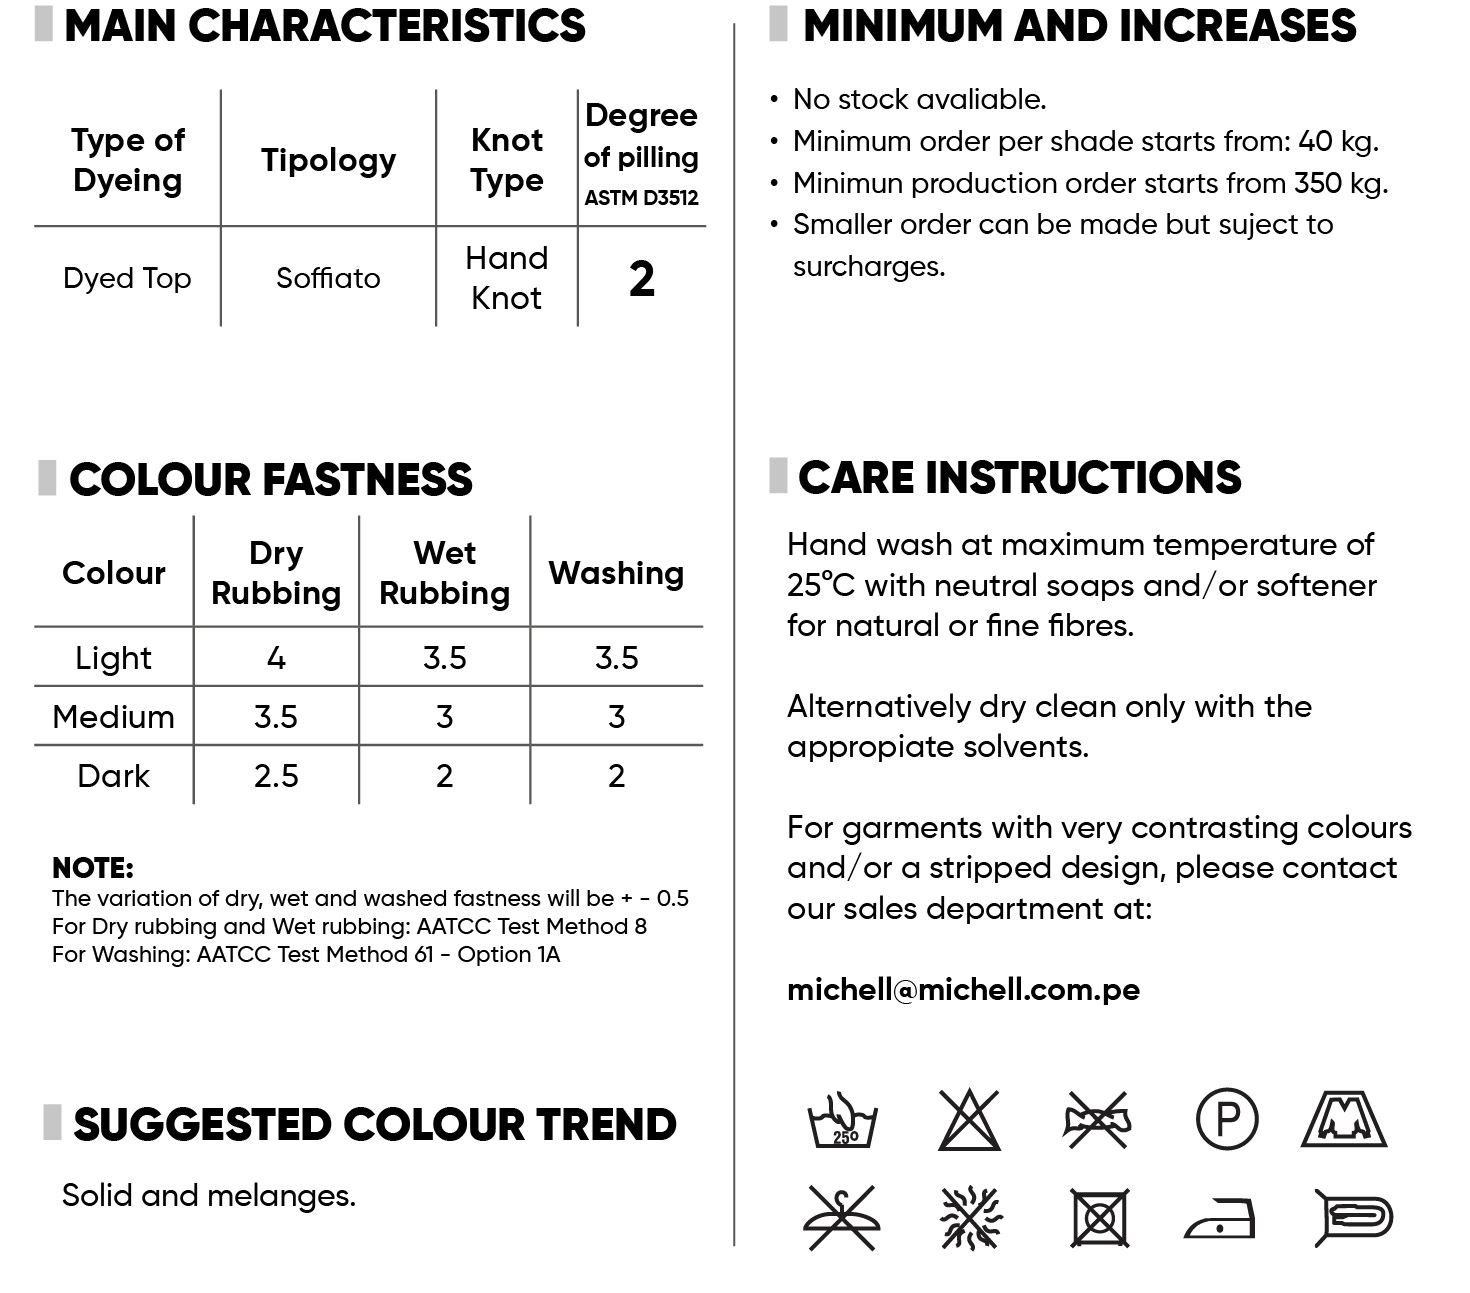 MAIN CHARACTERISTICS
Type of
Dyeing
Tipology
Knot
Type
Degree
of pilling
ASTM D3512
Dyed Top
Soffiato
Hand
Knot
2
COLOUR FASTNESS
Colour
Dry
Rubbing
Wet
Rubbing
Washing
Light 4 3.5 3.5
Medium 3.5 3 3
Dark 2.5 2 2
NOTE:
The variation of dry, wet and washed fastness will be + - 0.5
For Dry rubbing and Wet rubbing: AATCC Test Method 8
For Washing: AATCC Test Method 61 - Option 1A
SUGGESTED COLOUR TREND
Solid and melanges.
MINIMUM AND INCREASES
• No stock avaliable.
• Minimum order per shade starts from: 40 kg.
• Minimun production order starts from 350 kg.
• Smaller order can be made but suject to
surcharges.
CARE INSTRUCTIONS
Hand wash at maximum temperature of
25°C with neutral soaps and/or softener
for natural or fine fibres.
Alternatively dry clean only with the
appropiate solvents.
For garments with very contrasting colours
and/or a stripped design, please contact
our sales department at:
michell@michell.com.pe
25º
P